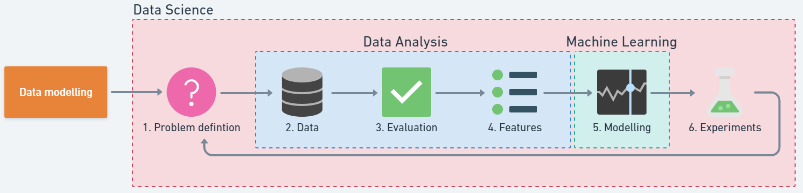 Data Science
Data Analysis
Machine Learning
Data modelling
?
1. Problem defintion
2. Data
3. Evaluation
4. Features
5. Modelling
6. Experiments